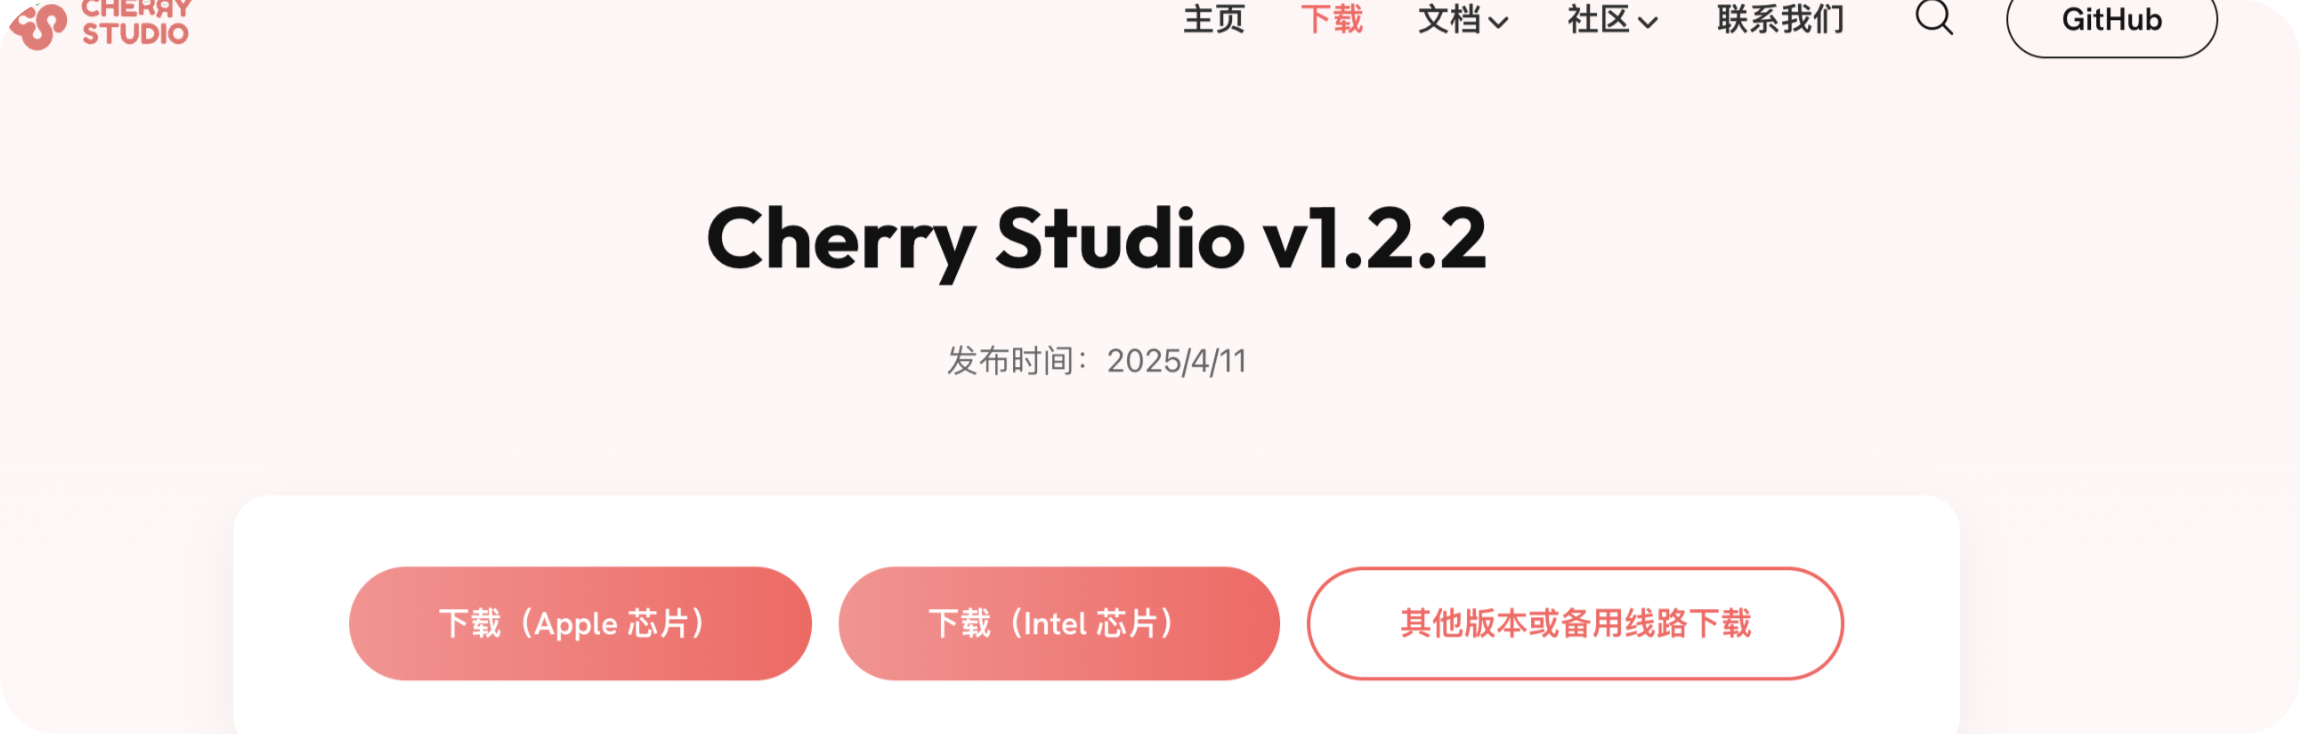 CHERRY
STUDIO
主页 下载 文档 社区 联系我们 GitHub
Cherry Studio v1.2.2
发布时间：2025/4/11
下载（Apple 芯片） 下载（Intel 芯片） 其他版本或备用线路下载